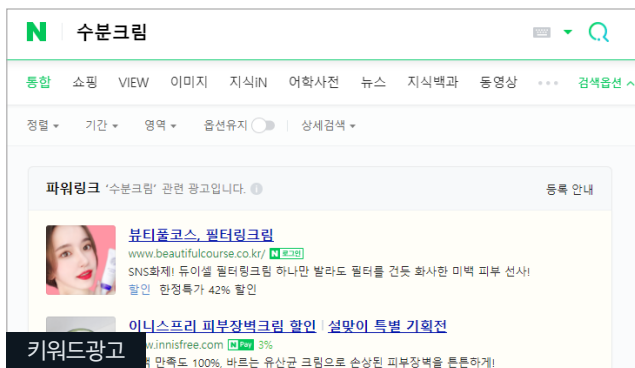 N 수분크림
통합 쇼핑 VIEW 이미지 지식iN 어학사전 뉴스 지식백과 동영상 ••• 검색옵션
정렬 기간 영역 옵션유지 상세검색
파워링크 '수분크림' 관련 광고입니다. 등록 안내
뷰티풀코스, 필터링크림
www.beautifulcourse.co.kr/ N 로그인
SNS화제! 듀이셀 필터링크림 하나만 발라도 필터를 건듯 화사한 미백 피부 선사!
할인 한정특가 42% 할인
이니스프리 피부장벽크림 할인 설맞이 특별 기획전
.innisfree.com N Pay 3%
만족도 100%, 바르는 유산균 크림으로 손상된 피부장벽을 튼튼하게!
키워드광고